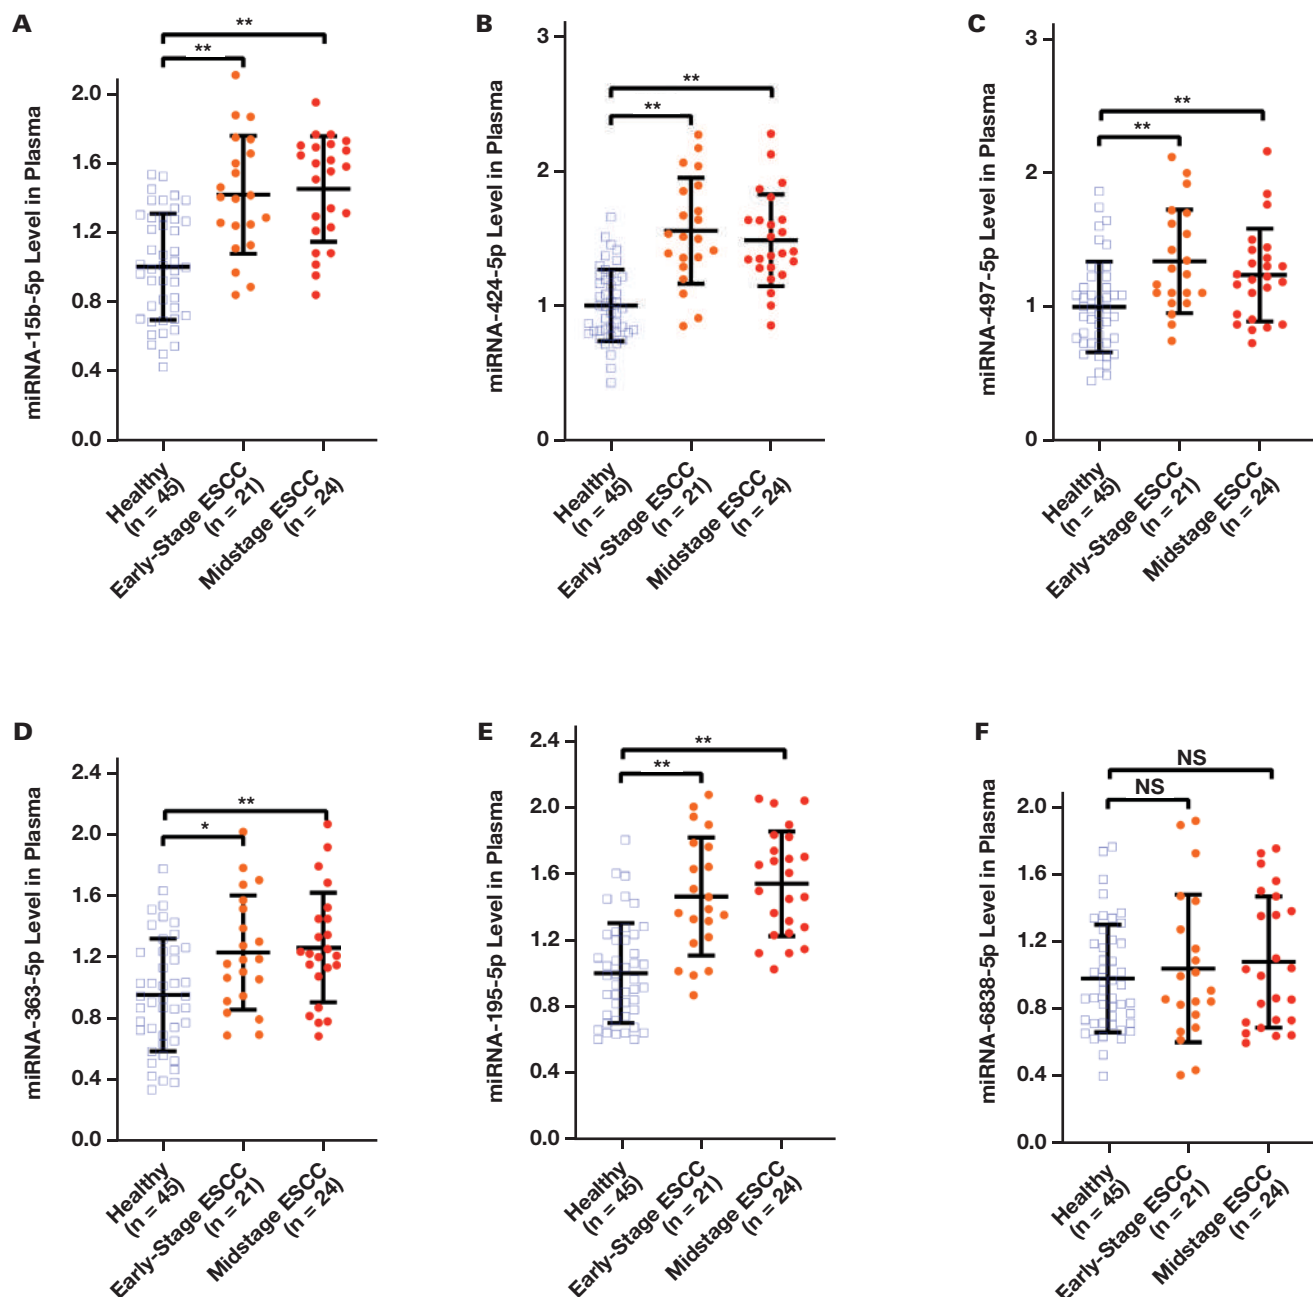 A
**
**
miRNA-15b-5p Level in Plasma
2.0
1.6
1.2
0.8
0.4
0.0
Healthy
(n = 45)
Early-Stage ESCC
(n = 21)
Midstage ESCC
(n = 24)
B
**
**
miRNA-424-5p Level in Plasma
3
2
1
0
Healthy
(n = 45)
Early-Stage ESCC
(n = 21)
Midstage ESCC
(n = 24)
C
**
**
miRNA-497-5p Level in Plasma
3
2
1
0
Healthy
(n = 45)
Early-Stage ESCC
(n = 21)
Midstage ESCC
(n = 24)
D
**
*
miRNA-363-5p Level in Plasma
2.4
2.0
1.6
1.2
0.8
0.4
0.0
Healthy
(n = 45)
Early-Stage ESCC
(n = 21)
Midstage ESCC
(n = 24)
E
**
**
miRNA-195-5p Level in Plasma
2.4
2.0
1.6
1.2
0.8
0.4
0.0
Healthy
(n = 45)
Early-Stage ESCC
(n = 21)
Midstage ESCC
(n = 24)
F
NS
NS
miRNA-6838-5p Level in Plasma
2.0
1.6
1.2
0.8
0.4
0.0
Healthy
(n = 45)
Early-Stage ESCC
(n = 21)
Midstage ESCC
(n = 24)